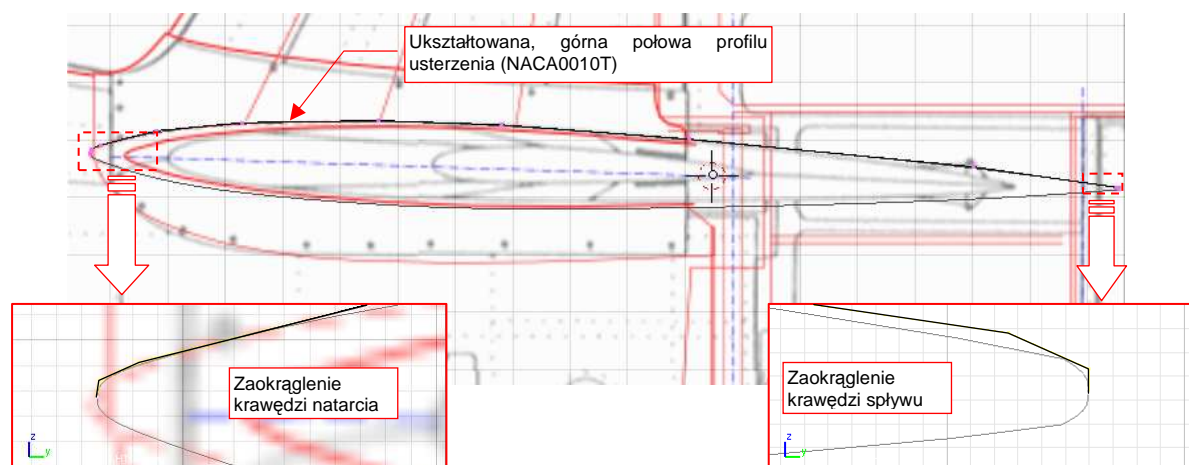 Ukształtowana, górna połowa profilu
usterzenia (NACA0010T)
Zaokrąglenie
krawędzi natarcia
z
y
Zaokrąglenie
krawędzi spływu
z
y